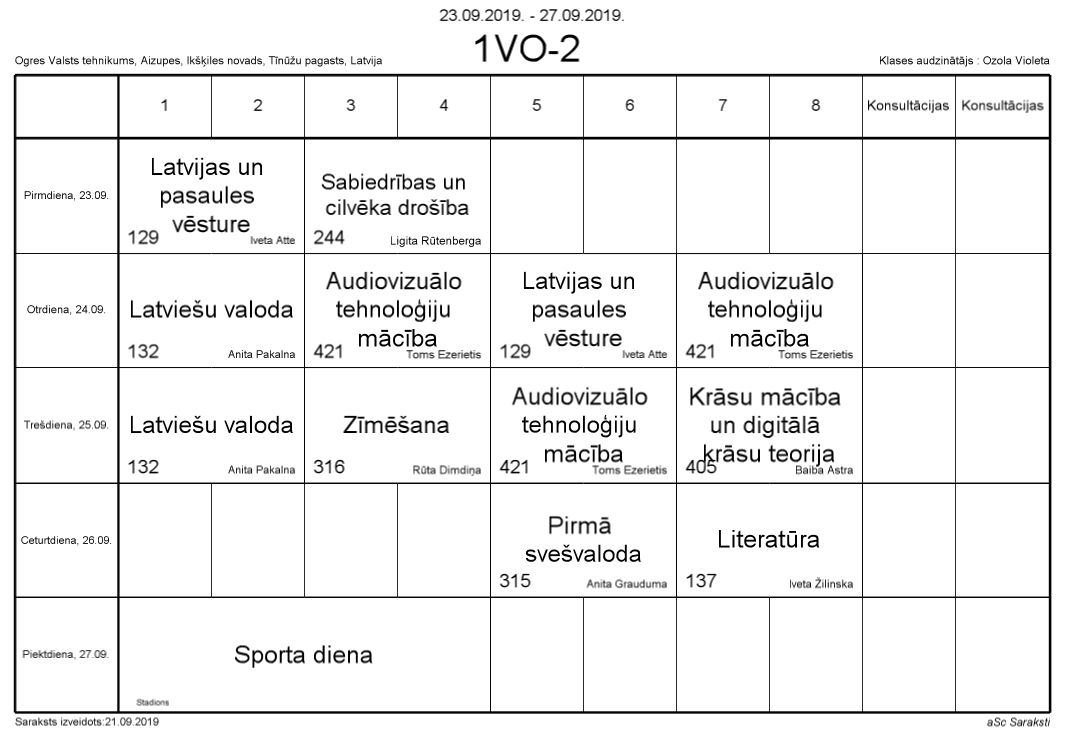 23.09.2019. - 27.09.2019.
1VO-2
Ogres Valsts tehnikums, Aizupes, Ikšķiles novads, Tīnūžu pagasts, Latvija
Klases audzinātājs : Ozola Violeta
1 2 3 4 5 6 7 8 Konsultācijas Konsultācijas
Pirmdiena, 23.09.
Latvijas un
pasaules
vēsture
129 Iveta Atte
Sabiedrības un
cilvēka drošība
244 Ligita Rūtenberga
Otrdiena, 24.09.
Latviešu valoda
132 Anita Pakalna
Audiovizuālo
tehnoloģiju
mācība
421 Toms Ezerietis
Latvijas un
pasaules
vēsture
129 Iveta Atte
Audiovizuālo
tehnoloģiju
mācība
421 Toms Ezerietis
Trešdiena, 25.09.
Latviešu valoda
132 Anita Pakalna
Zīmēšana
316 Rūta Dimdiņa
Audiovizuālo
tehnoloģiju
mācība
421 Toms Ezerietis
Krāsu mācība
un digitālā
krāsu teorija
405 Baiba Astra
Ceturtdiena, 26.09.
Pirmā
svešvaloda
315 Anita Grauduma
Literatūra
137 Iveta Žilinska
Piektdiena, 27.09.
Sporta diena
Stadions
Saraksts izveidots:21.09.2019
aSc Saraksti